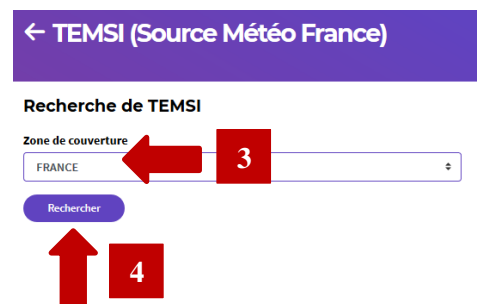 ← TEMSI (Source Météo France)
Recherche de TEMSI
Zone de couverture
FRANCE
3
Rechercher
4